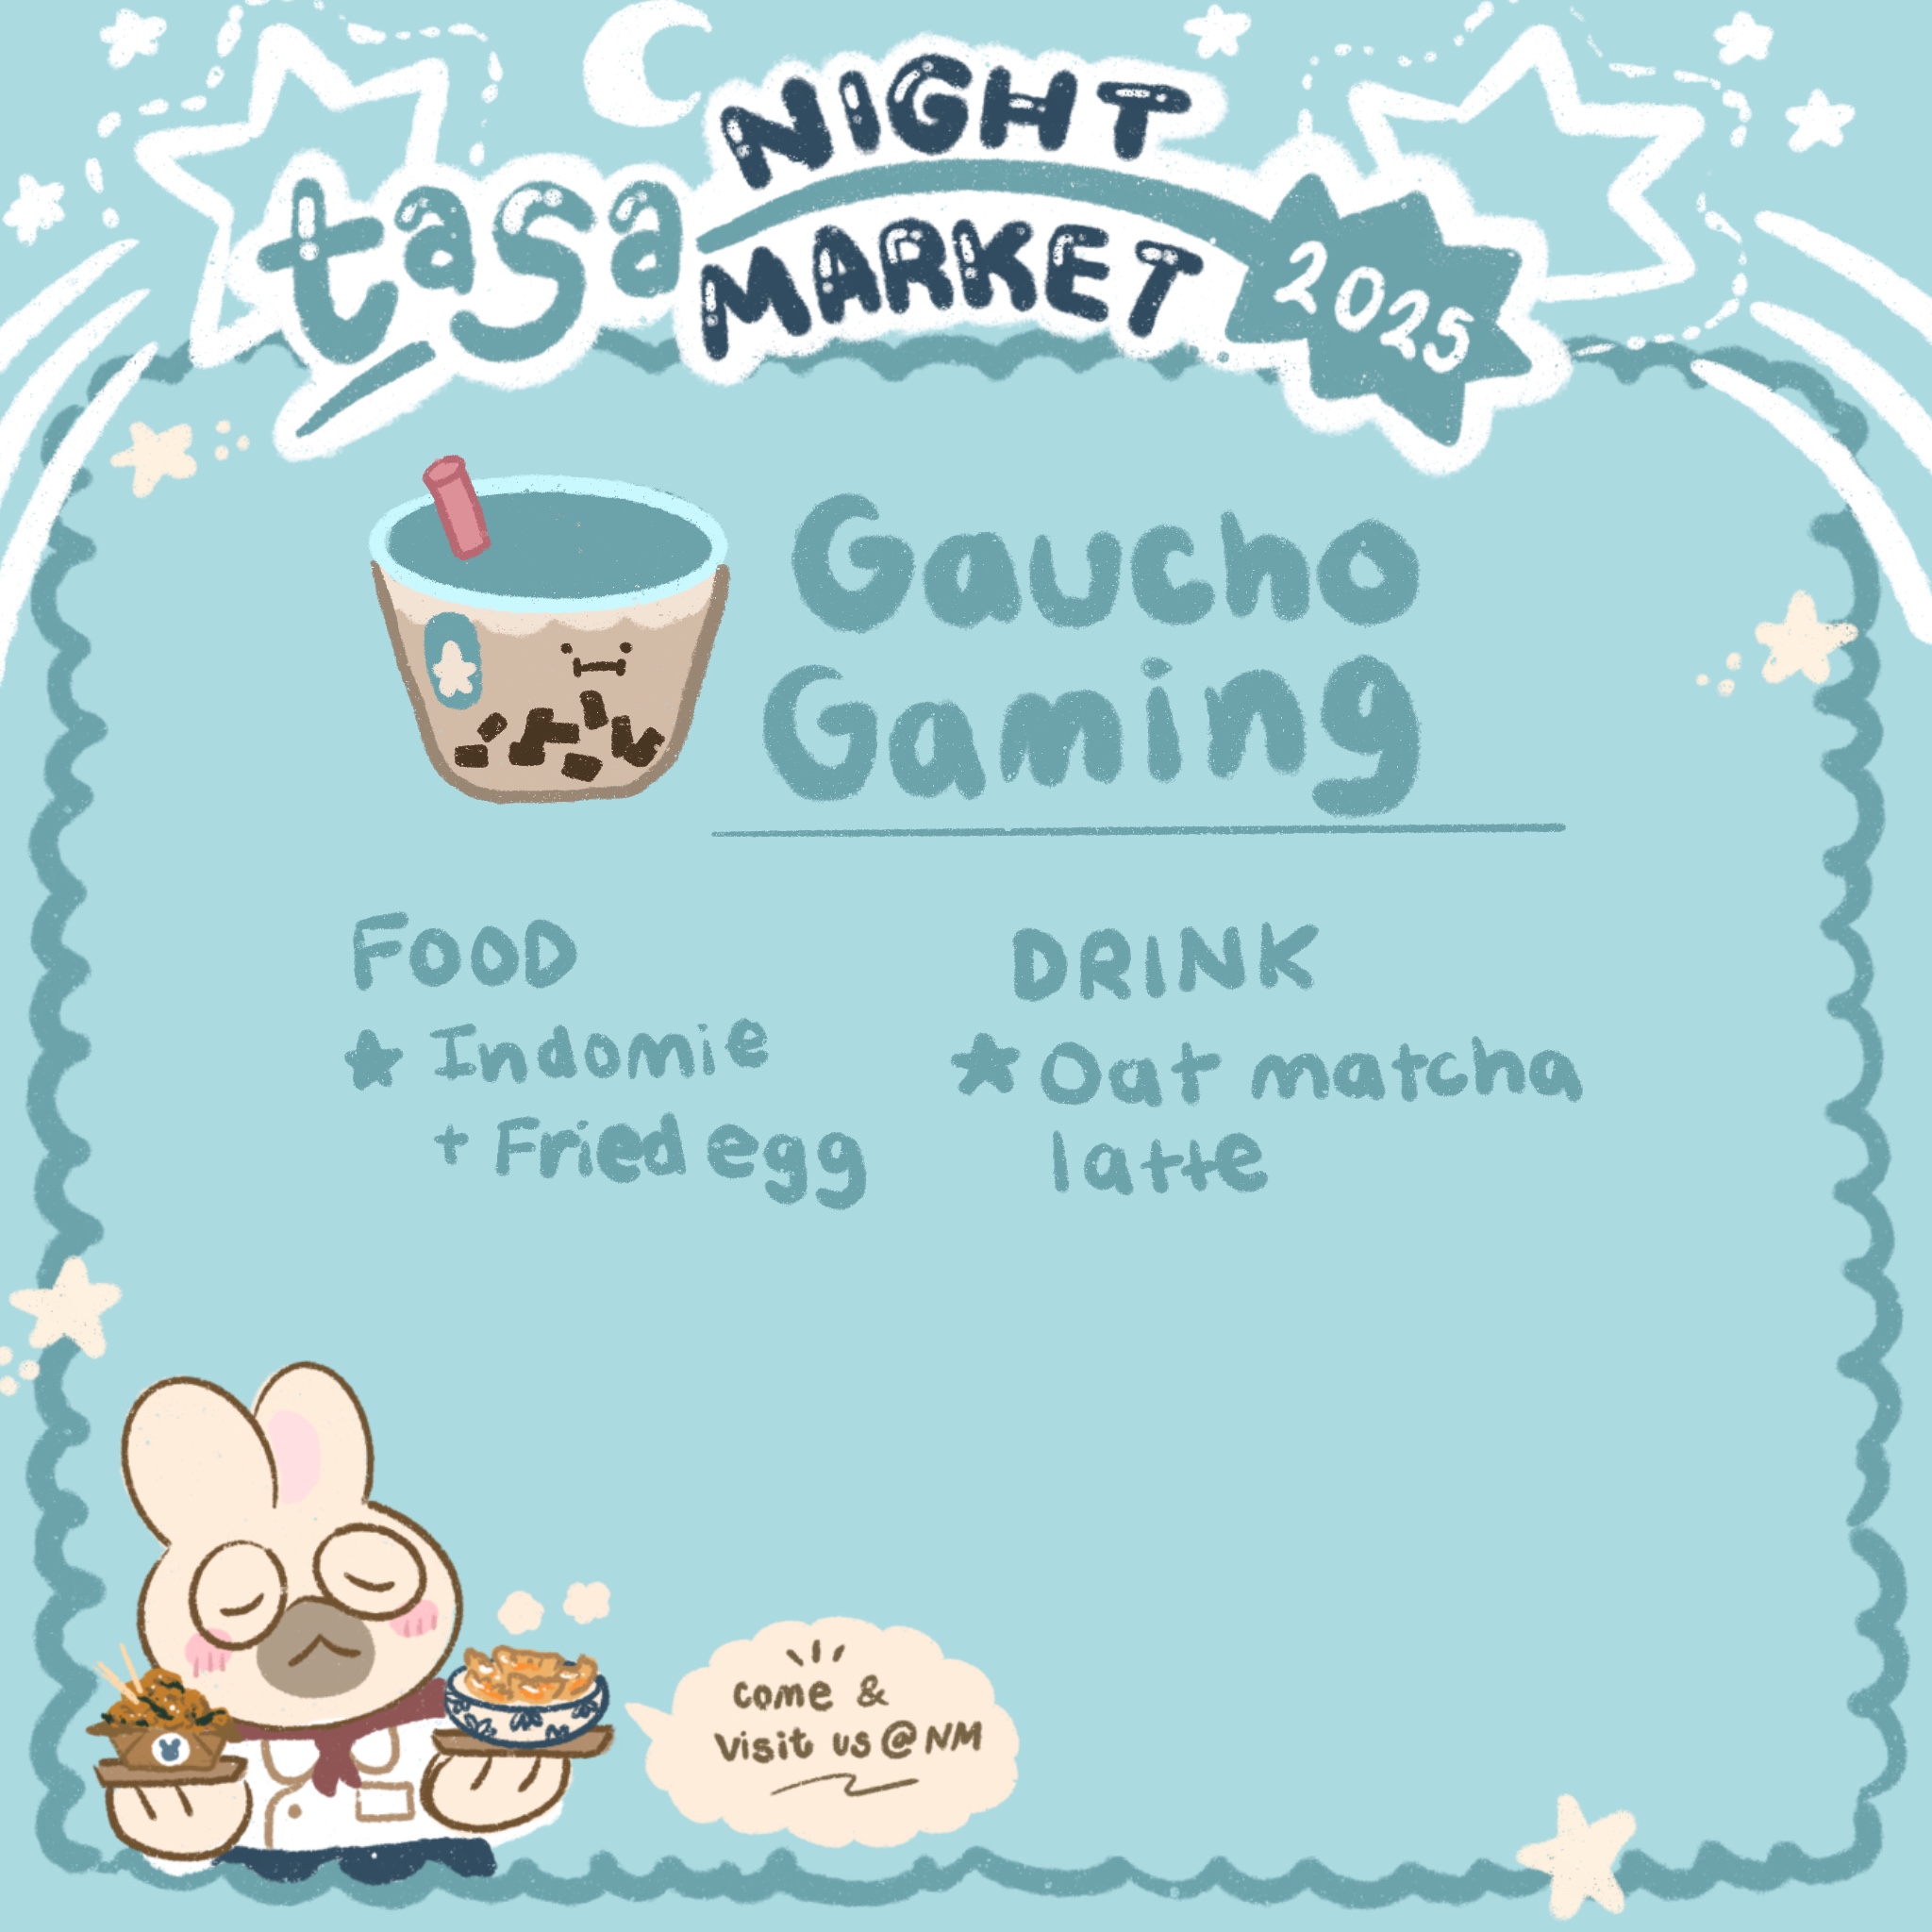 tasa
NIGHT
MARKET
2025
Gaucho
Gaming
FOOD
★ Indomie
+ Fried egg
DRINK
★ Oat matcha
latte
come &
visit us @ NM